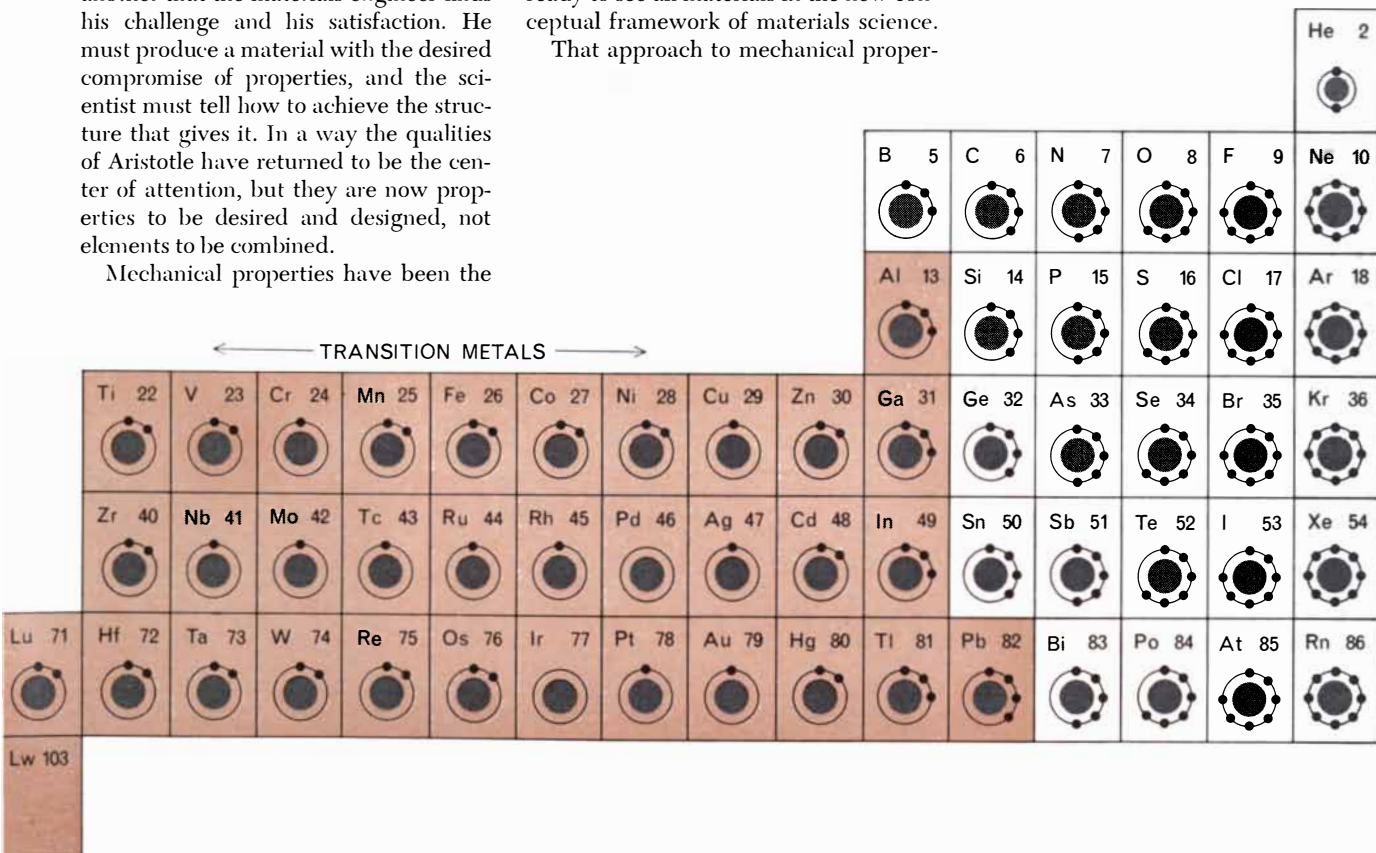 his challenge and his satisfaction. He
must produce a material with the desired
compromise of properties, and the sci-
entist must tell how to achieve the struc-
ture that gives it. In a way the qualities
of Aristotle have returned to be the cen-
ter of attention, but they are now prop-
erties to be desired and designed, not
elements to be combined.
Mechanical properties have been the
ceptual framework of materials science.
That approach to mechanical proper-
He 2
B 5 C 6 N 7 O 8 F 9 Ne 10
Al 13 Si 14 P 15 S 16 Cl 17 Ar 18
TRANSITION METALS
Ti 22 V 23 Cr 24 Mn 25 Fe 26 Co 27 Ni 28 Cu 29 Zn 30 Ga 31 Ge 32 As 33 Se 34 Br 35 Kr 36
Zr 40 Nb 41 Mo 42 Tc 43 Ru 44 Rh 45 Pd 46 Ag 47 Cd 48 In 49 Sn 50 Sb 51 Te 52 I 53 Xe 54
Lu 71 Hf 72 Ta 73 W 74 Re 75 Os 76 Ir 77 Pt 78 Au 79 Hg 80 Tl 81 Pb 82 Bi 83 Po 84 At 85 Rn 86
Lw 103